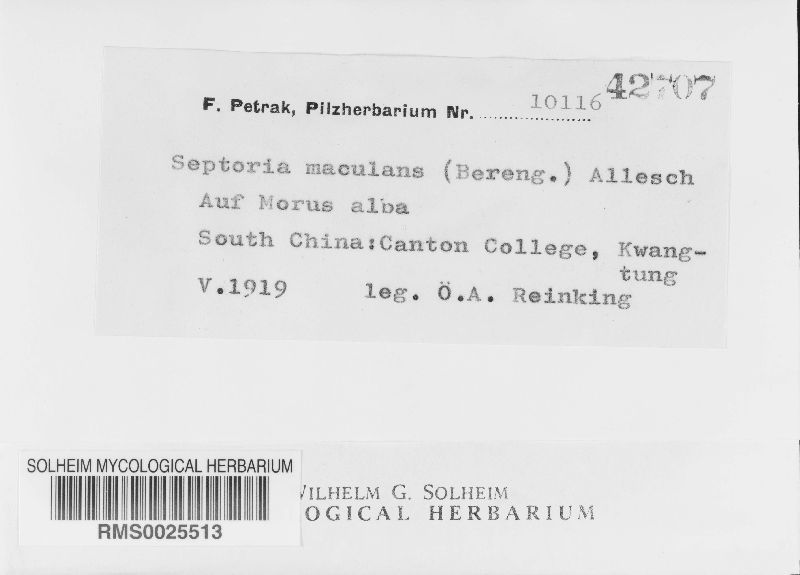 42707
F. Petrak, Pilzherbarium Nr. 10116
Septoria maculans (Bereng.) Allesch
Auf Morus alba
South China:Canton College, Kwang-
tung
V.1919 leg. Ö.A. Reinking
SOLHEIM MYCOLOGICAL HERBARIUM
RMS0025513
WILHELM G. SOLHEIM
OGICAL HERBARIUM